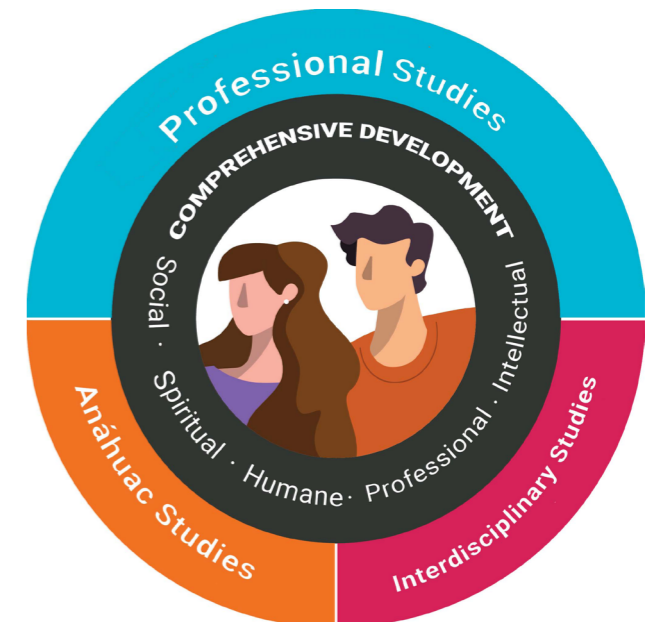 Professional Studies
COMPREHENSIVE DEVELOPMENT
Social · Spiritual · Humane · Professional · Intellectual
Anáhuac Studies
Interdisciplinary Studies